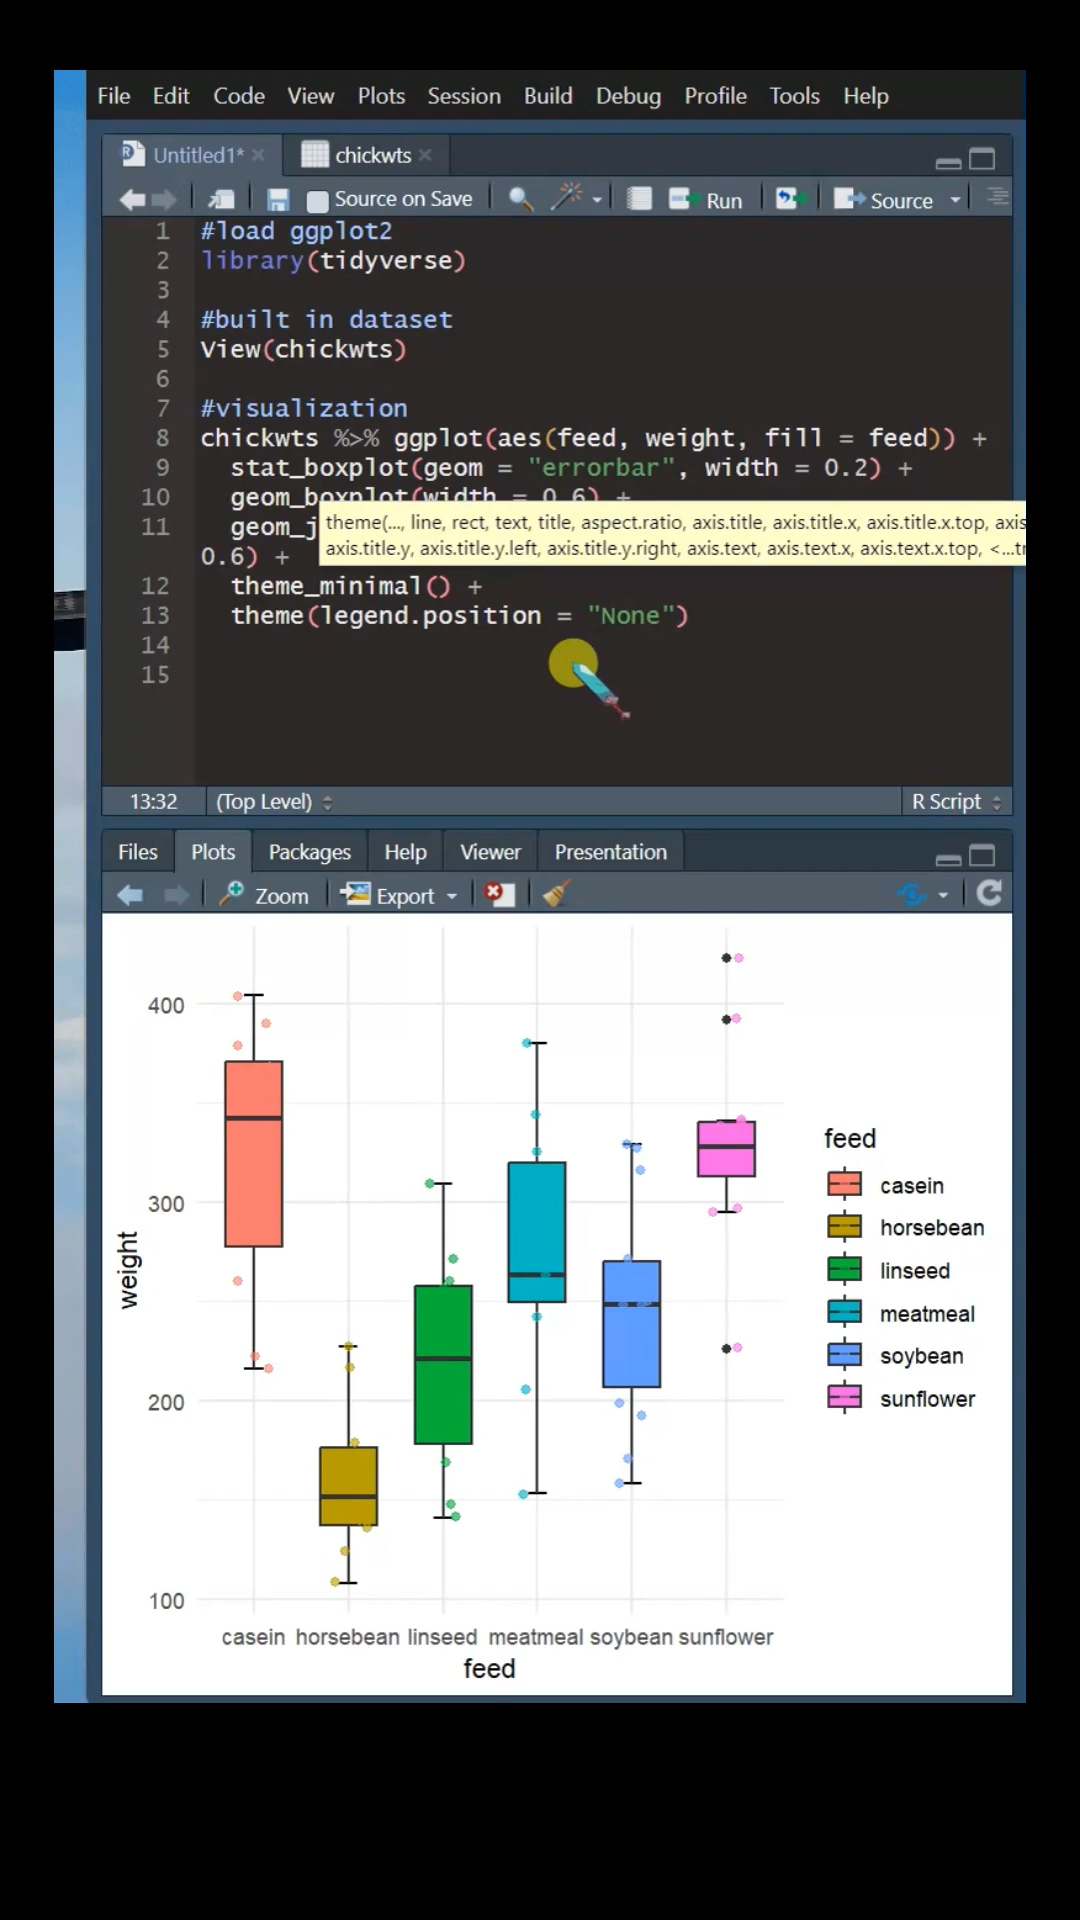 File Edit Code View Plots Session Build Debug Profile Tools Help
Untitled1* chickwts
Source on Save Run Source
1 #load ggplot2
2 library(tidyverse)
3
4 #built in dataset
5 View(chickwts)
6
7 #visualization
8 chickwts %>% ggplot(aes(feed, weight, fill = feed)) +
9 stat_boxplot(geom = "errorbar", width = 0.2) +
10 geom_boxplot(width = 0.6) +
theme(..., line, rect, text, title, aspect.ratio, axis.title, axis.title.x, axis.title.x.top, axis
11 geom_j
axis.title.y, axis.title.y.left, axis.title.y.right, axis.text, axis.text.x, axis.text.x.top, <...tr
0.6) +
12 theme_minimal() +
13 theme(legend.position = "None")
14
15
13:32 (Top Level) R Script
Files Plots Packages Help Viewer Presentation
Zoom Export
400
300
200
100
weight
casein horsebean linseed meatmeal soybean sunflower
feed
feed
casein
horsebean
linseed
meatmeal
soybean
sunflower